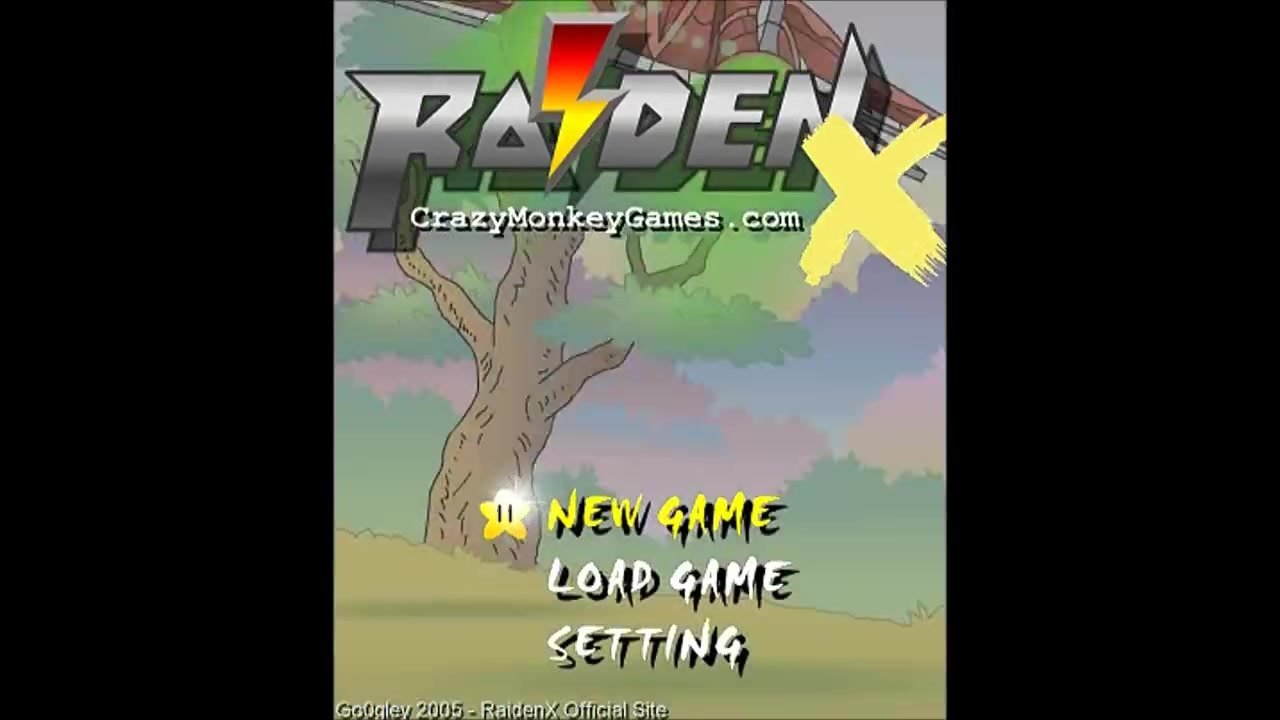 RAIDEN X
CrazyMonkeyGames.com
NEW GAME
LOAD GAME
SETTING
Go0gley 2005 - RaidenX Official Site